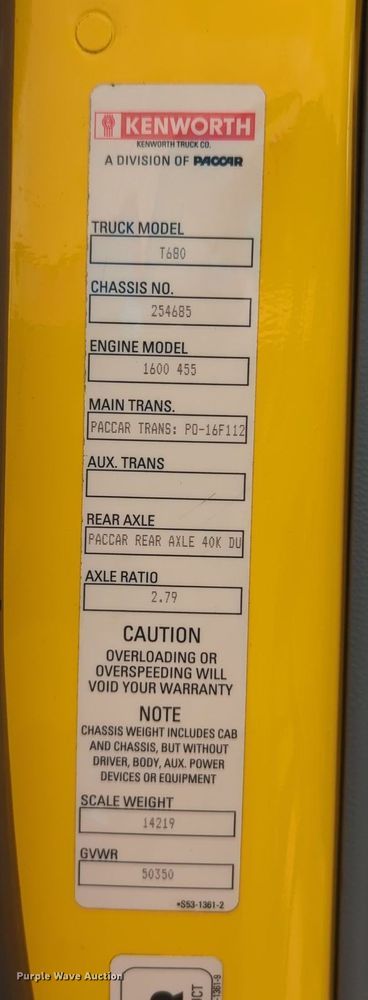 KENWORTH
KENWORTH TRUCK CO.
A DIVISION OF PACCAR
TRUCK MODEL
T680
CHASSIS NO.
254685
ENGINE MODEL
1600 455
MAIN TRANS.
PACCAR TRANS: PO-16F112
AUX. TRANS
REAR AXLE
PACCAR REAR AXLE 40K DU
AXLE RATIO
2.79
CAUTION
OVERLOADING OR
OVERSPEEDING WILL
VOID YOUR WARRANTY
NOTE
CHASSIS WEIGHT INCLUDES CAB
AND CHASSIS, BUT WITHOUT
DRIVER, BODY, AUX. POWER
DEVICES OR EQUIPMENT
SCALE WEIGHT
14219
GVWR
50350
*S53-1361-2
Purple Wave Auction